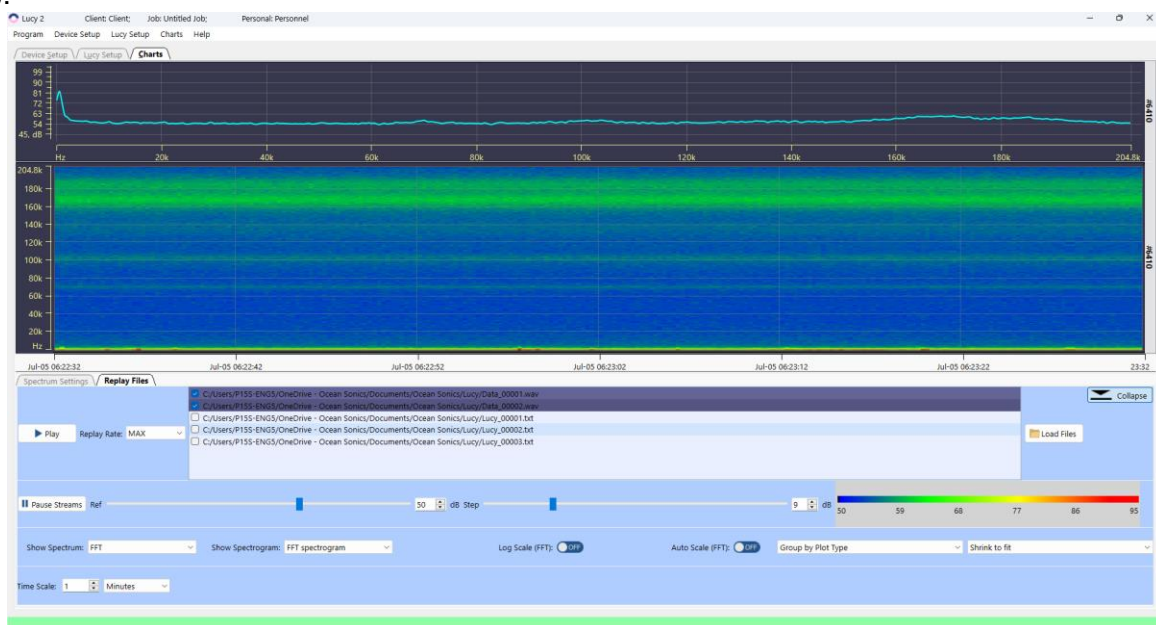 Lucy 2 Client: Client; Job: Untitled Job; Personal: Personnel
Program Device Setup Lucy Setup Charts Help
Device Setup Lucy Setup Charts
99
90
81
72
63
54
45, dB
Hz 20k 40k 60k 80k 100k 120k 140k 160k 180k 204.8k
#6410
204.8k
180k
160k
140k
120k
100k
80k
60k
40k
20k
Hz
#6410
Jul-05 06:22:32 Jul-05 06:22:42 Jul-05 06:22:52 Jul-05 06:23:02 Jul-05 06:23:12 Jul-05 06:23:22 23:32
Spectrum Settings Replay Files
C:/Users/P15S-ENG5/OneDrive - Ocean Sonics/Documents/Ocean Sonics/Lucy/Data_00001.wav
Collapse
C:/Users/P15S-ENG5/OneDrive - Ocean Sonics/Documents/Ocean Sonics/Lucy/Data_00002.wav
C:/Users/P15S-ENG5/OneDrive - Ocean Sonics/Documents/Ocean Sonics/Lucy/Lucy_00001.txt
Play Replay Rate: MAX
C:/Users/P15S-ENG5/OneDrive - Ocean Sonics/Documents/Ocean Sonics/Lucy/Lucy_00002.txt
Load Files
C:/Users/P15S-ENG5/OneDrive - Ocean Sonics/Documents/Ocean Sonics/Lucy/Lucy_00003.txt
Pause Streams Ref 50 dB Step 9 dB
50 59 68 77 86 95
Show Spectrum: FFT Show Spectrogram: FFT spectrogram Log Scale (FFT): OFF Auto Scale (FFT): OFF Group by Plot Type Shrink to fit
Time Scale: 1 Minutes